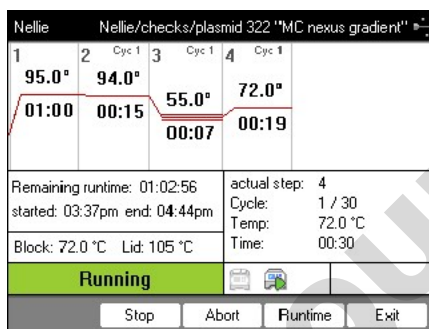 Nellie Nellie/checks/plasmid 322 "MC nexus gradient"
1 2 Cyc 1 3 Cyc 1 4 Cyc 1
95.0° 94.0° 55.0° 72.0°
01:00 00:15 00:07 00:19
Remaining runtime: 01:02:56
started: 03:37pm end: 04:44pm
Block: 72.0 °C Lid: 105 °C
actual step: 4
Cycle: 1 / 30
Temp: 72.0 °C
Time: 00:30
Running
Stop Abort Runtime Exit